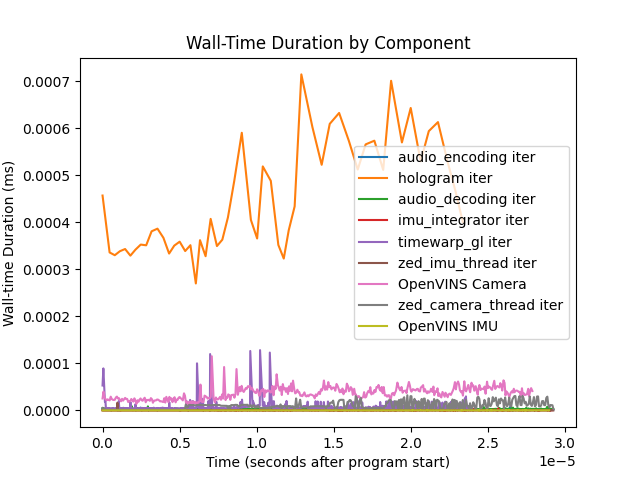 Wall-Time Duration by Component
Wall-time Duration (ms)
0.0007
0.0006
0.0005
0.0004
0.0003
0.0002
0.0001
0.0000
audio_encoding iter
hologram iter
audio_decoding iter
imu_integrator iter
timewarp_gl iter
zed_imu_thread iter
OpenVINS Camera
zed_camera_thread iter
OpenVINS IMU
0.0 0.5 1.0 1.5 2.0 2.5 3.0
1e−5
Time (seconds after program start)